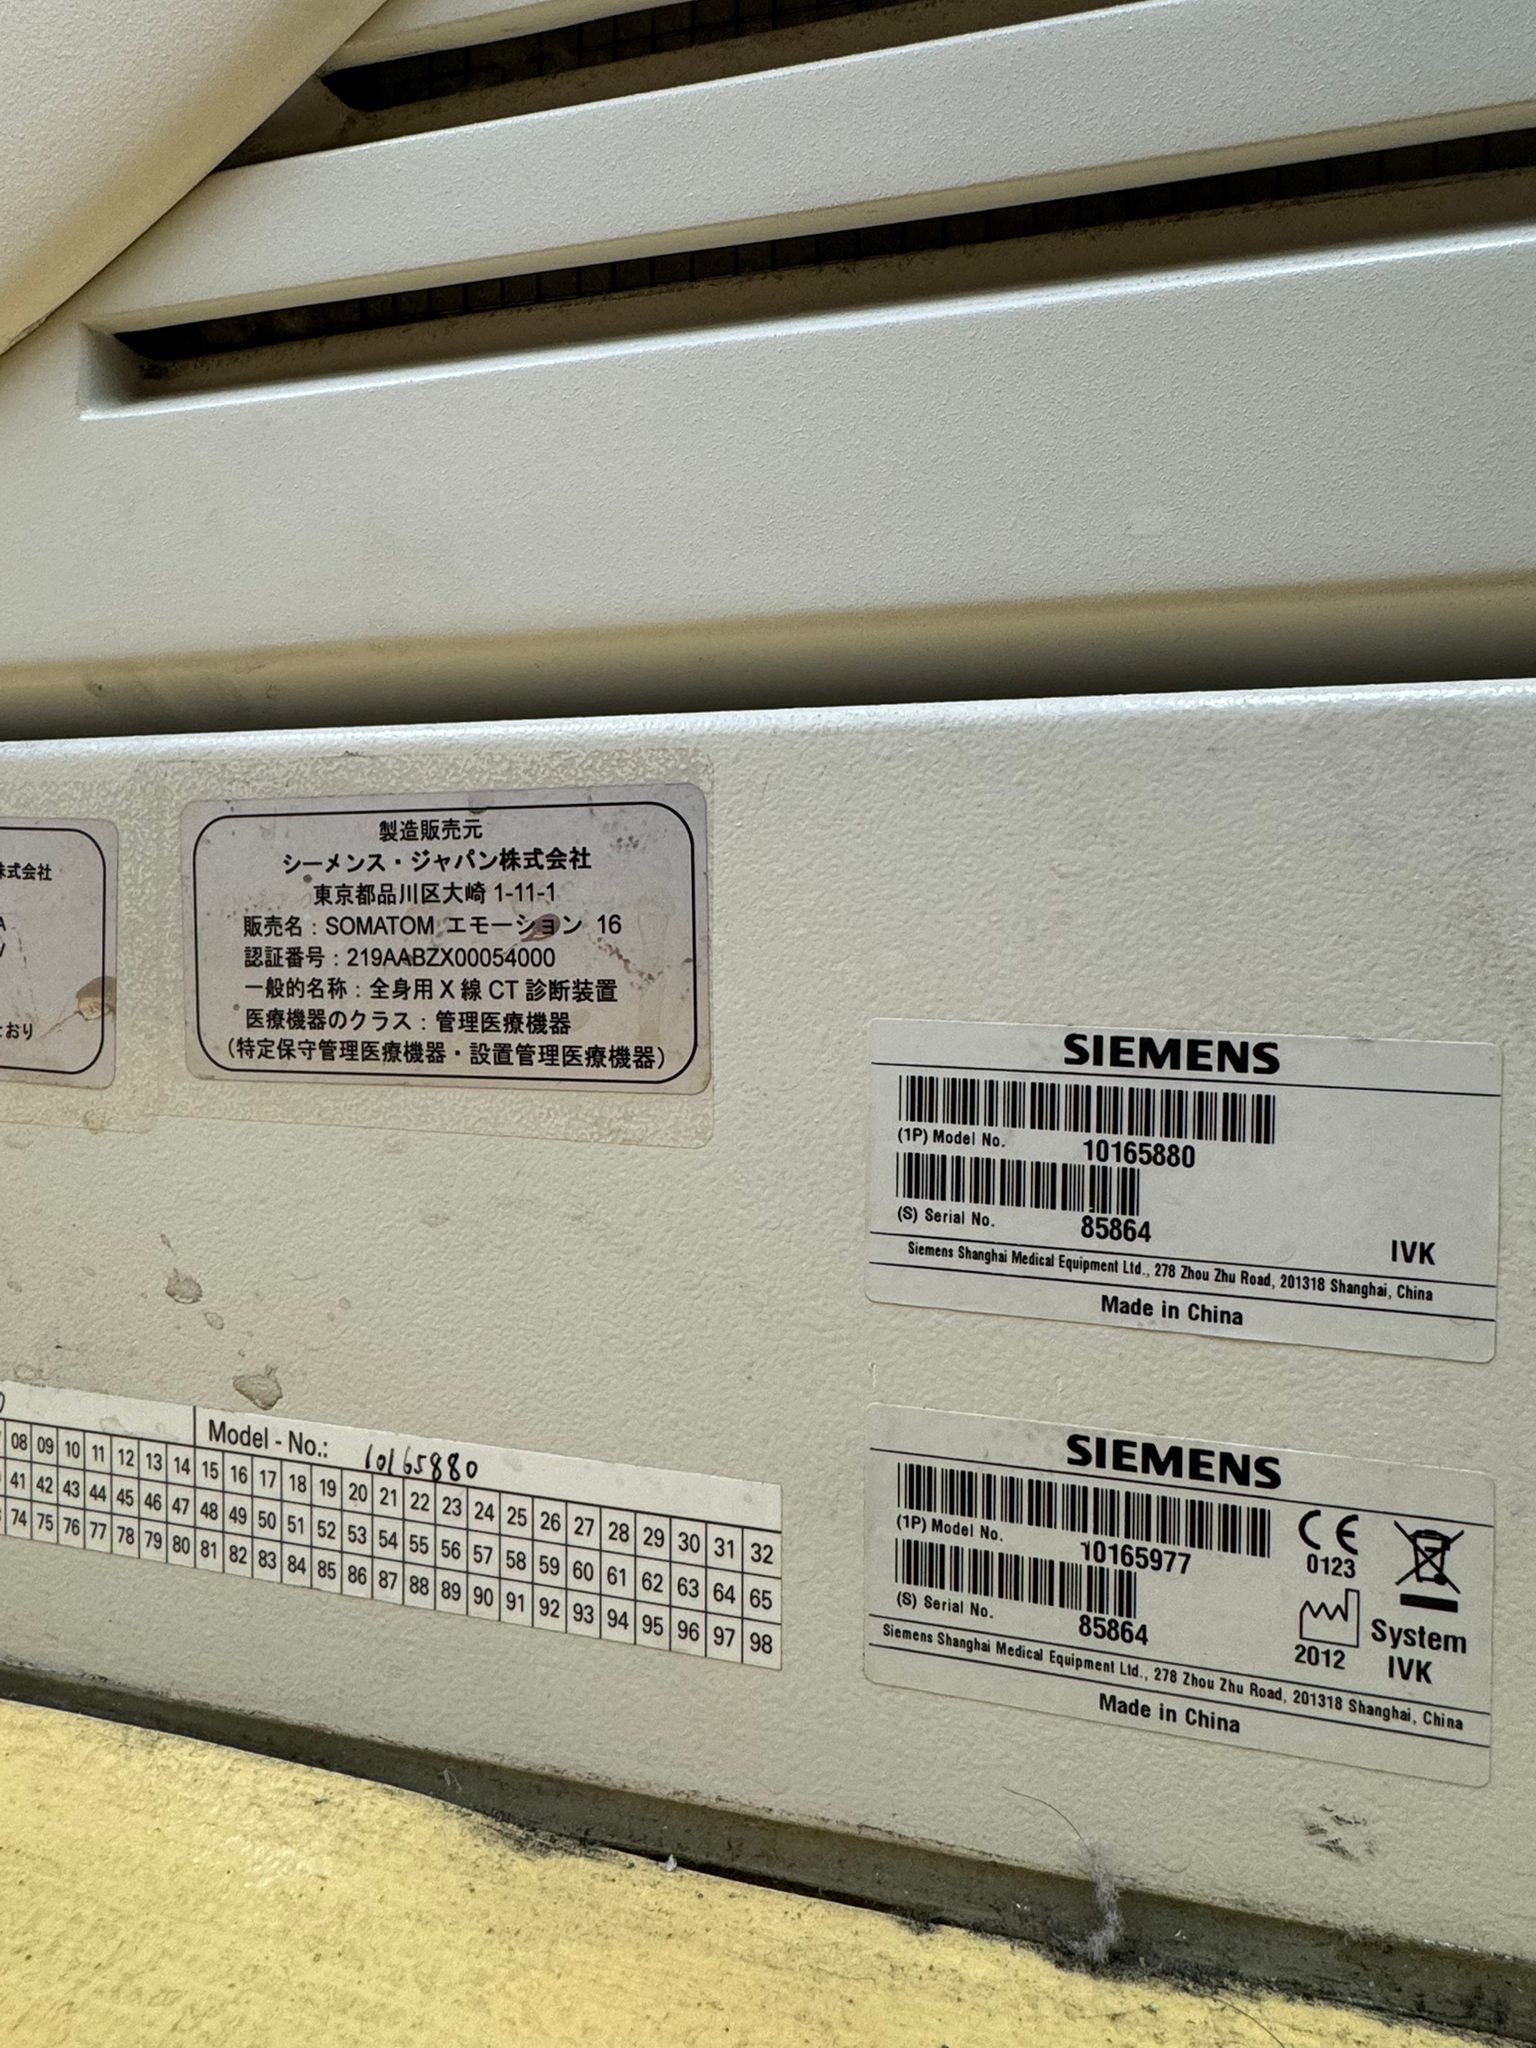 株式会社
A
V
とおり
製造販売元
シーメンス・ジャパン株式会社
東京都品川区大崎 1-11-1
販売名：SOMATOM エモーション 16
認証番号：219AABZX00054000
一般的名称：全身用 X 線 CT 診断装置
医療機器のクラス：管理医療機器
（特定保守管理医療機器・設置管理医療機器）
SIEMENS
(1P) Model No. 10165880
(S) Serial No. 85864
IVK
Siemens Shanghai Medical Equipment Ltd., 278 Zhou Zhu Road, 201318 Shanghai, China
Made in China
0 Model - No.: 10165880
08 09 10 11 12 13 14 15 16 17 18 19 20 21 22 23 24 25 26 27 28 29 30 31 32
41 42 43 44 45 46 47 48 49 50 51 52 53 54 55 56 57 58 59 60 61 62 63 64 65
74 75 76 77 78 79 80 81 82 83 84 85 86 87 88 89 90 91 92 93 94 95 96 97 98
SIEMENS
(1P) Model No. 10165977
(S) Serial No. 85864
CE
0123
2012
System
IVK
Siemens Shanghai Medical Equipment Ltd., 278 Zhou Zhu Road, 201318 Shanghai, China
Made in China